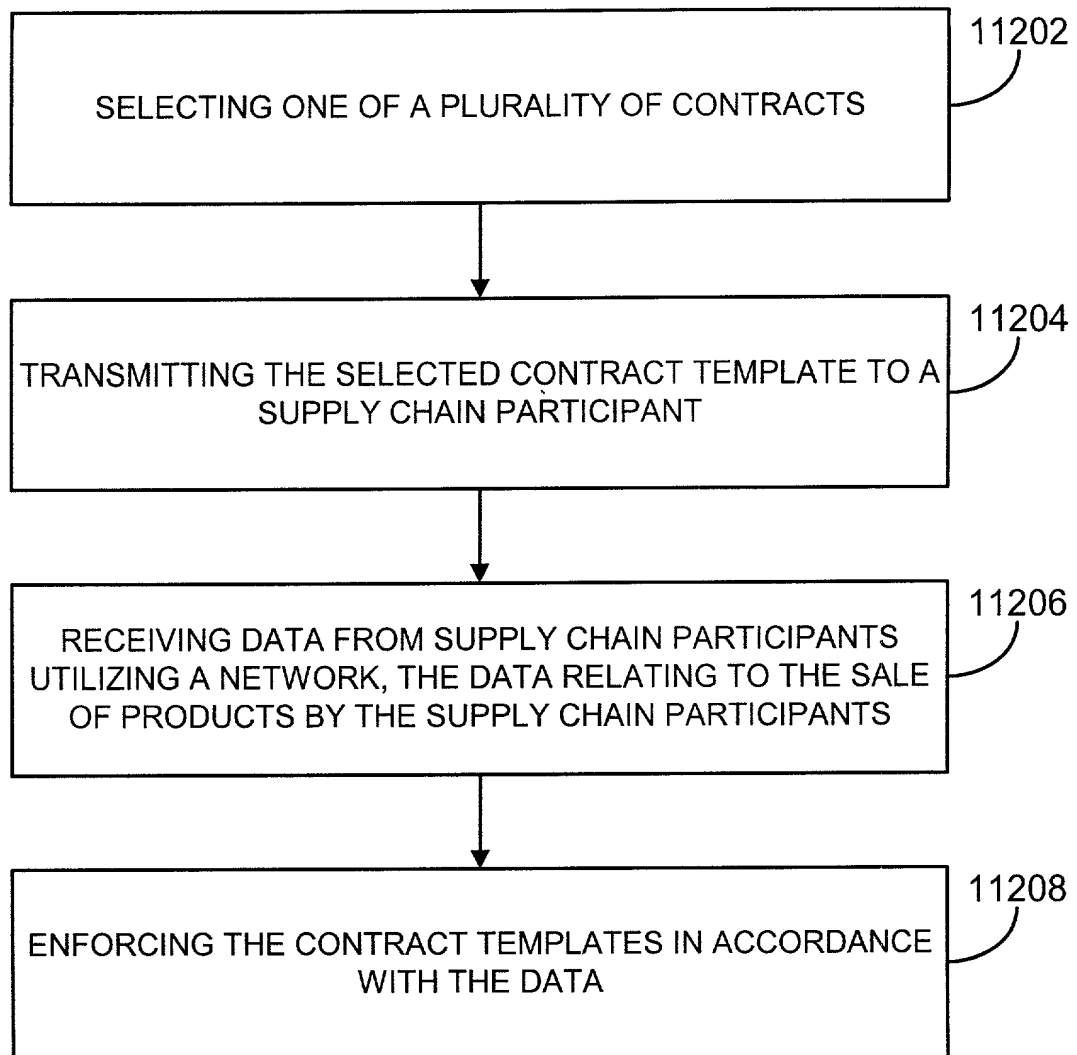 11202
SELECTING ONE OF A PLURALITY OF CONTRACTS
11204
TRANSMITTING THE SELECTED CONTRACT TEMPLATE TO A
SUPPLY CHAIN PARTICIPANT
11206
RECEIVING DATA FROM SUPPLY CHAIN PARTICIPANTS
UTILIZING A NETWORK, THE DATA RELATING TO THE SALE
OF PRODUCTS BY THE SUPPLY CHAIN PARTICIPANTS
11208
ENFORCING THE CONTRACT TEMPLATES IN ACCORDANCE
WITH THE DATA